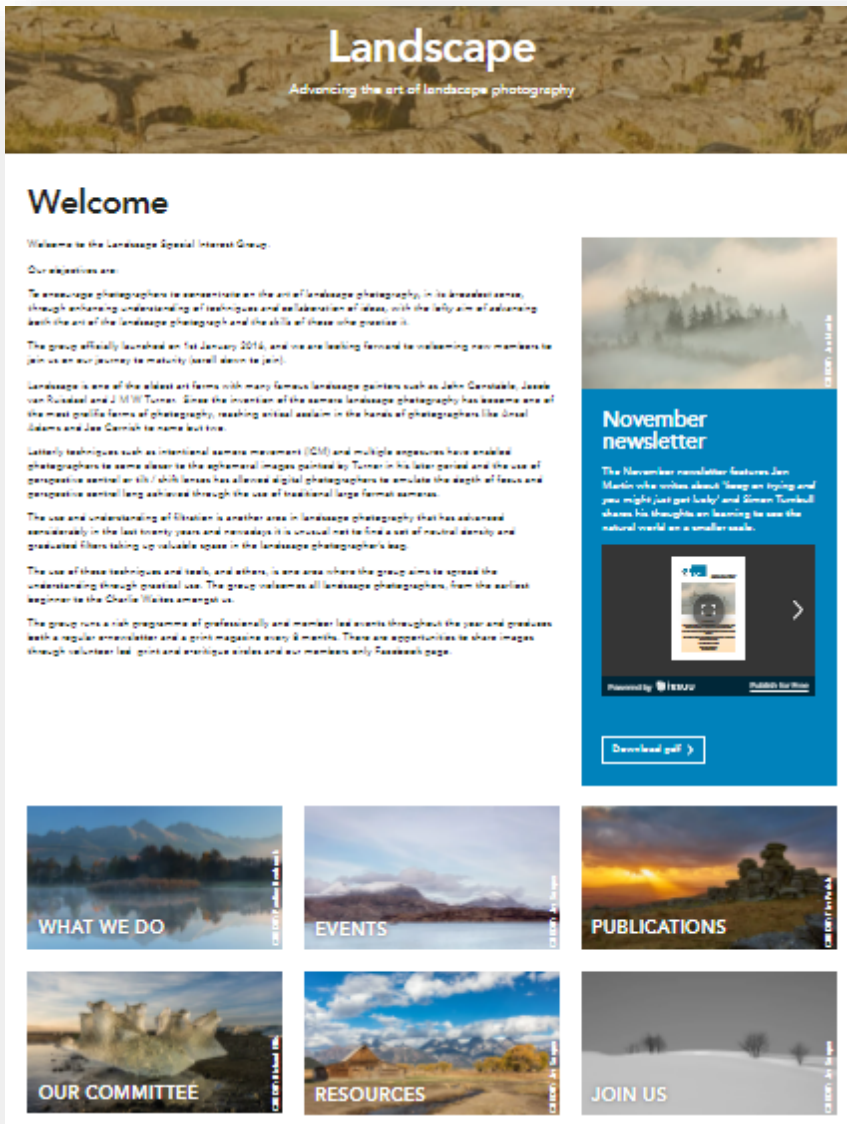 Landscape
Advancing the art of landscape photography
Welcome
Welcome to the Landscape Special Interest Group.
Our objectives are:
To encourage photographers to concentrate on the art of landscape photography, in its broadest sense,
through enhancing understanding of techniques and collaboration of ideas, with the lofty aim of advancing
both the art of the landscape photograph and the skills of those who practice it.
The group officially launched on 1st January 2016, and we are looking forward to welcoming new members to
join us on our journey to maturity (scroll down to join).
Landscape is one of the oldest art forms with many famous landscape painters such as John Constable, Jacob
van Ruisdael and J M W Turner. Since the invention of the camera landscape photography has become one of
the most prolific forms of photography, reaching critical acclaim in the hands of photographers like Ansel
Adams and Joe Cornish to name but two.
Latterly techniques such as intentional camera movement (ICM) and multiple exposures have enabled
photographers to come closer to the ephemeral images painted by Turner in his later period and the use of
perspective control or tilt / shift lenses has allowed digital photographers to emulate the depth of focus and
perspective control long achieved through the use of traditional large format cameras.
The use and understanding of filtration is another area in landscape photography that has advanced
considerably in the last twenty years and nowadays it is unusual not to find a set of neutral density and
graduated filters taking up valuable space in the landscape photographer's bag.
The use of these techniques and tools, and others, is one area where the group aims to spread the
understanding through practical use. The group welcomes all landscape photographers, from the earliest
beginner to the Charlie Waites amongst us.
The group runs a rich programme of professionally and member led events throughout the year and produces
both a regular enewsletter and a print magazine every 6 months. There are opportunities to share images
through volunteer led print and ecritique circles and our members only Facebook page.
November
newsletter
The November newsletter features Jon
Martin who writes about 'keep on trying and
you might just get lucky' and Simon Turnbull
shares his thoughts on learning to see the
natural world on a smaller scale.
Powered by issuu
Publish for Free
Download pdf
WHAT WE DO
EVENTS
PUBLICATIONS
OUR COMMITTEE
RESOURCES
JOIN US